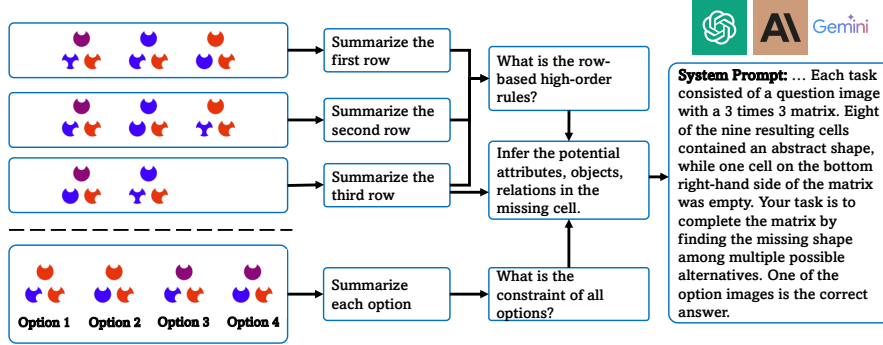 Gemini
Summarize the
first row
What is the row-
based high-order
rules?
System Prompt: ... Each task
consisted of a question image
with a 3 times 3 matrix. Eight
of the nine resulting cells
contained an abstract shape,
while one cell on the bottom
right-hand side of the matrix
was empty. Your task is to
complete the matrix by
finding the missing shape
among multiple possible
alternatives. One of the
option images is the correct
answer.
Summarize the
second row
Infer the potential
attributes, objects,
relations in the
missing cell.
Summarize the
third row
Summarize
each option
What is the
constraint of all
options?
Option 1 Option 2 Option 3 Option 4